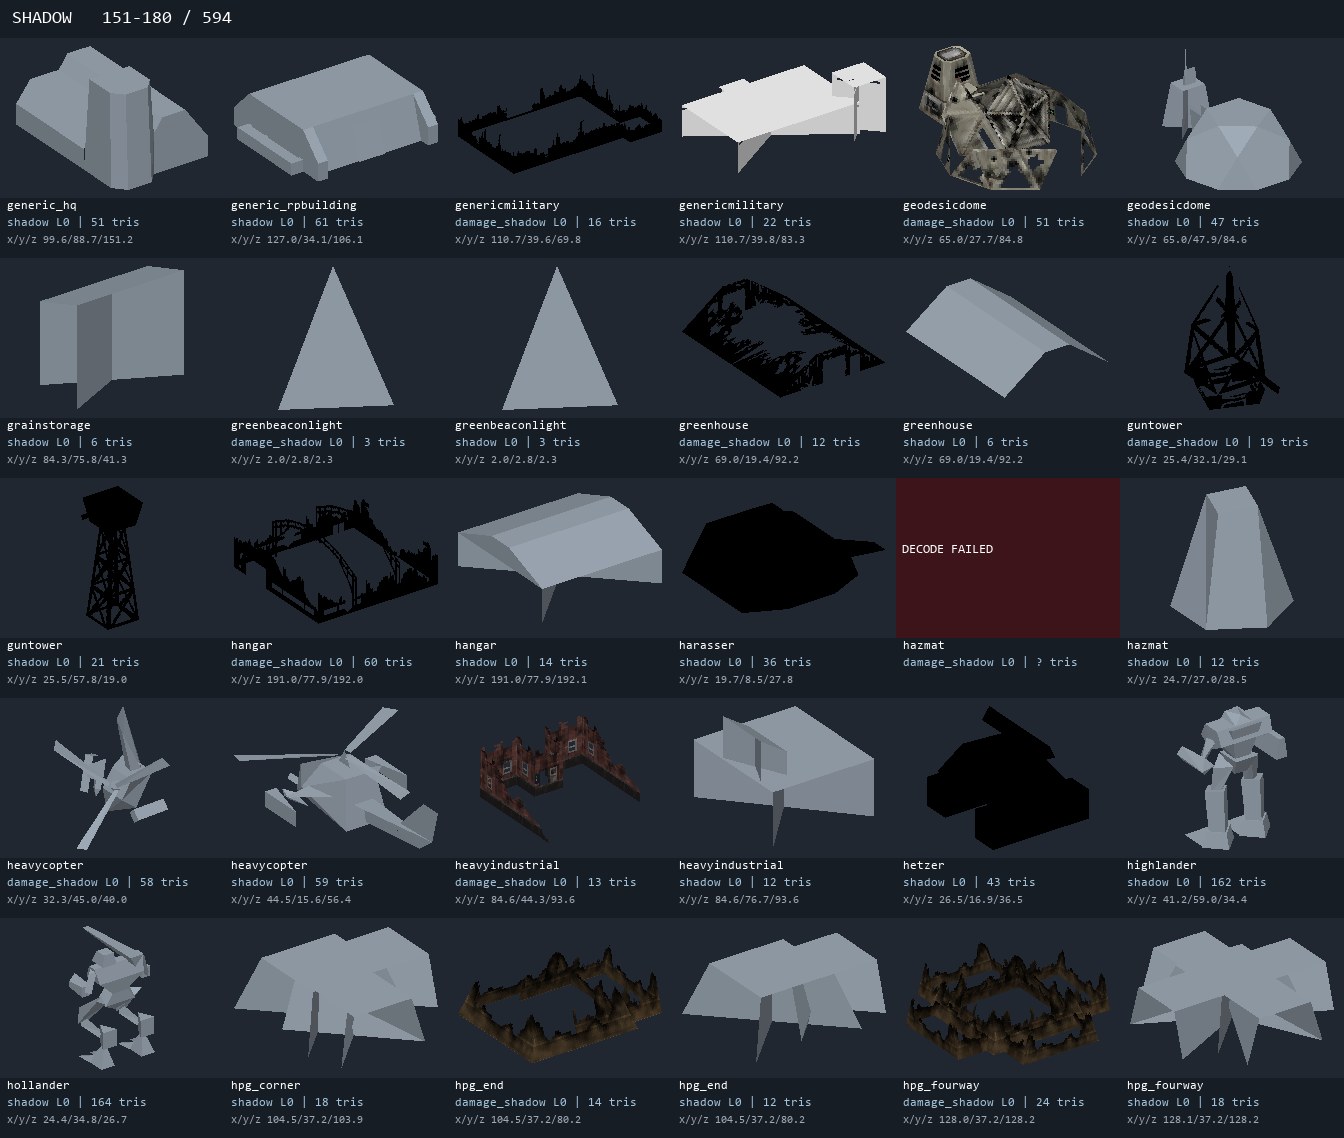 SHADOW   151-180 / 594
generic_hq
shadow L0 | 51 tris
x/y/z 99.6/88.7/151.2
generic_rpbuilding
shadow L0 | 61 tris
x/y/z 127.0/34.1/106.1
genericmilitary
damage_shadow L0 | 16 tris
x/y/z 110.7/39.6/69.8
genericmilitary
shadow L0 | 22 tris
x/y/z 110.7/39.8/83.3
geodesicdome
damage_shadow L0 | 51 tris
x/y/z 65.0/27.7/84.8
geodesicdome
shadow L0 | 47 tris
x/y/z 65.0/47.9/84.6
grainstorage
shadow L0 | 6 tris
x/y/z 84.3/75.8/41.3
greenbeaconlight
damage_shadow L0 | 3 tris
x/y/z 2.0/2.8/2.3
greenbeaconlight
shadow L0 | 3 tris
x/y/z 2.0/2.8/2.3
greenhouse
damage_shadow L0 | 12 tris
x/y/z 69.0/19.4/92.2
greenhouse
shadow L0 | 6 tris
x/y/z 69.0/19.4/92.2
guntower
damage_shadow L0 | 19 tris
x/y/z 25.4/32.1/29.1
guntower
shadow L0 | 21 tris
x/y/z 25.5/57.8/19.0
hangar
damage_shadow L0 | 60 tris
x/y/z 191.0/77.9/192.0
hangar
shadow L0 | 14 tris
x/y/z 191.0/77.9/192.1
harasser
shadow L0 | 36 tris
x/y/z 19.7/8.5/27.8
DECODE FAILED
hazmat
damage_shadow L0 | ? tris
hazmat
shadow L0 | 12 tris
x/y/z 24.7/27.0/28.5
heavycopter
damage_shadow L0 | 58 tris
x/y/z 32.3/45.0/40.0
heavycopter
shadow L0 | 59 tris
x/y/z 44.5/15.6/56.4
heavyindustrial
damage_shadow L0 | 13 tris
x/y/z 84.6/44.3/93.6
heavyindustrial
shadow L0 | 12 tris
x/y/z 84.6/76.7/93.6
hetzer
shadow L0 | 43 tris
x/y/z 26.5/16.9/36.5
highlander
shadow L0 | 162 tris
x/y/z 41.2/59.0/34.4
hollander
shadow L0 | 164 tris
x/y/z 24.4/34.8/26.7
hpg_corner
shadow L0 | 18 tris
x/y/z 104.5/37.2/103.9
hpg_end
damage_shadow L0 | 14 tris
x/y/z 104.5/37.2/80.2
hpg_end
shadow L0 | 12 tris
x/y/z 104.5/37.2/80.2
hpg_fourway
damage_shadow L0 | 24 tris
x/y/z 128.0/37.2/128.2
hpg_fourway
shadow L0 | 18 tris
x/y/z 128.1/37.2/128.2